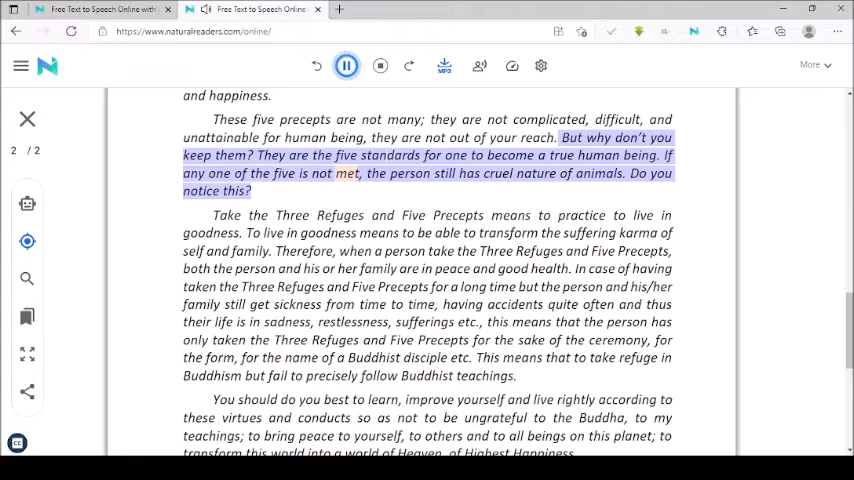 Free Text to Speech Online with
Free Text to Speech Online
https://www.naturalreaders.com/online/
MP3
More
2 / 2
and happiness.
These five precepts are not many; they are not complicated, difficult, and
unattainable for human being, they are not out of your reach. But why don't you
keep them? They are the five standards for one to become a true human being. If
any one of the five is not met, the person still has cruel nature of animals. Do you
notice this?
Take the Three Refuges and Five Precepts means to practice to live in
goodness. To live in goodness means to be able to transform the suffering karma of
self and family. Therefore, when a person take the Three Refuges and Five Precepts,
both the person and his or her family are in peace and good health. In case of having
taken the Three Refuges and Five Precepts for a long time but the person and his/her
family still get sickness from time to time, having accidents quite often and thus
their life is in sadness, restlessness, sufferings etc., this means that the person has
only taken the Three Refuges and Five Precepts for the sake of the ceremony, for
the form, for the name of a Buddhist disciple etc. This means that to take refuge in
Buddhism but fail to precisely follow Buddhist teachings.
You should do you best to learn, improve yourself and live rightly according to
these virtues and conducts so as not to be ungrateful to the Buddha, to my
teachings; to bring peace to yourself, to others and to all beings on this planet; to
transform this world into a world of Heaven, of Highest Happiness.